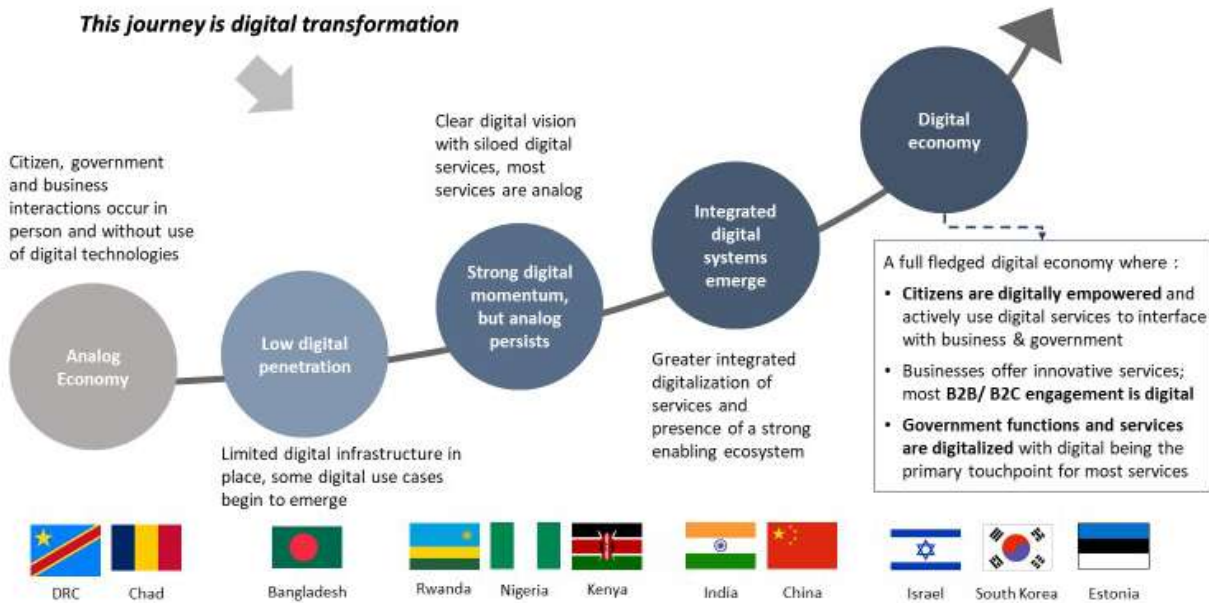 This journey is digital transformation
Citizen, government
and business
interactions occur in
person and without use
of digital technologies
Analog
Economy
Low digital
penetration
Limited digital infrastructure in
place, some digital use cases
begin to emerge
Clear digital vision
with siloed digital
services, most
services are analog
Strong digital
momentum,
but analog
persists
Integrated
digital
systems
emerge
Greater integrated
digitalization of
services and
presence of a strong
enabling ecosystem
Digital
economy
A full fledged digital economy where :
• Citizens are digitally empowered and
actively use digital services to interface
with business & government
• Businesses offer innovative services;
most B2B/ B2C engagement is digital
• Government functions and services
are digitalized with digital being the
primary touchpoint for most services
DRC
Chad
Bangladesh
Rwanda
Nigeria
Kenya
India
China
Israel
South Korea
Estonia